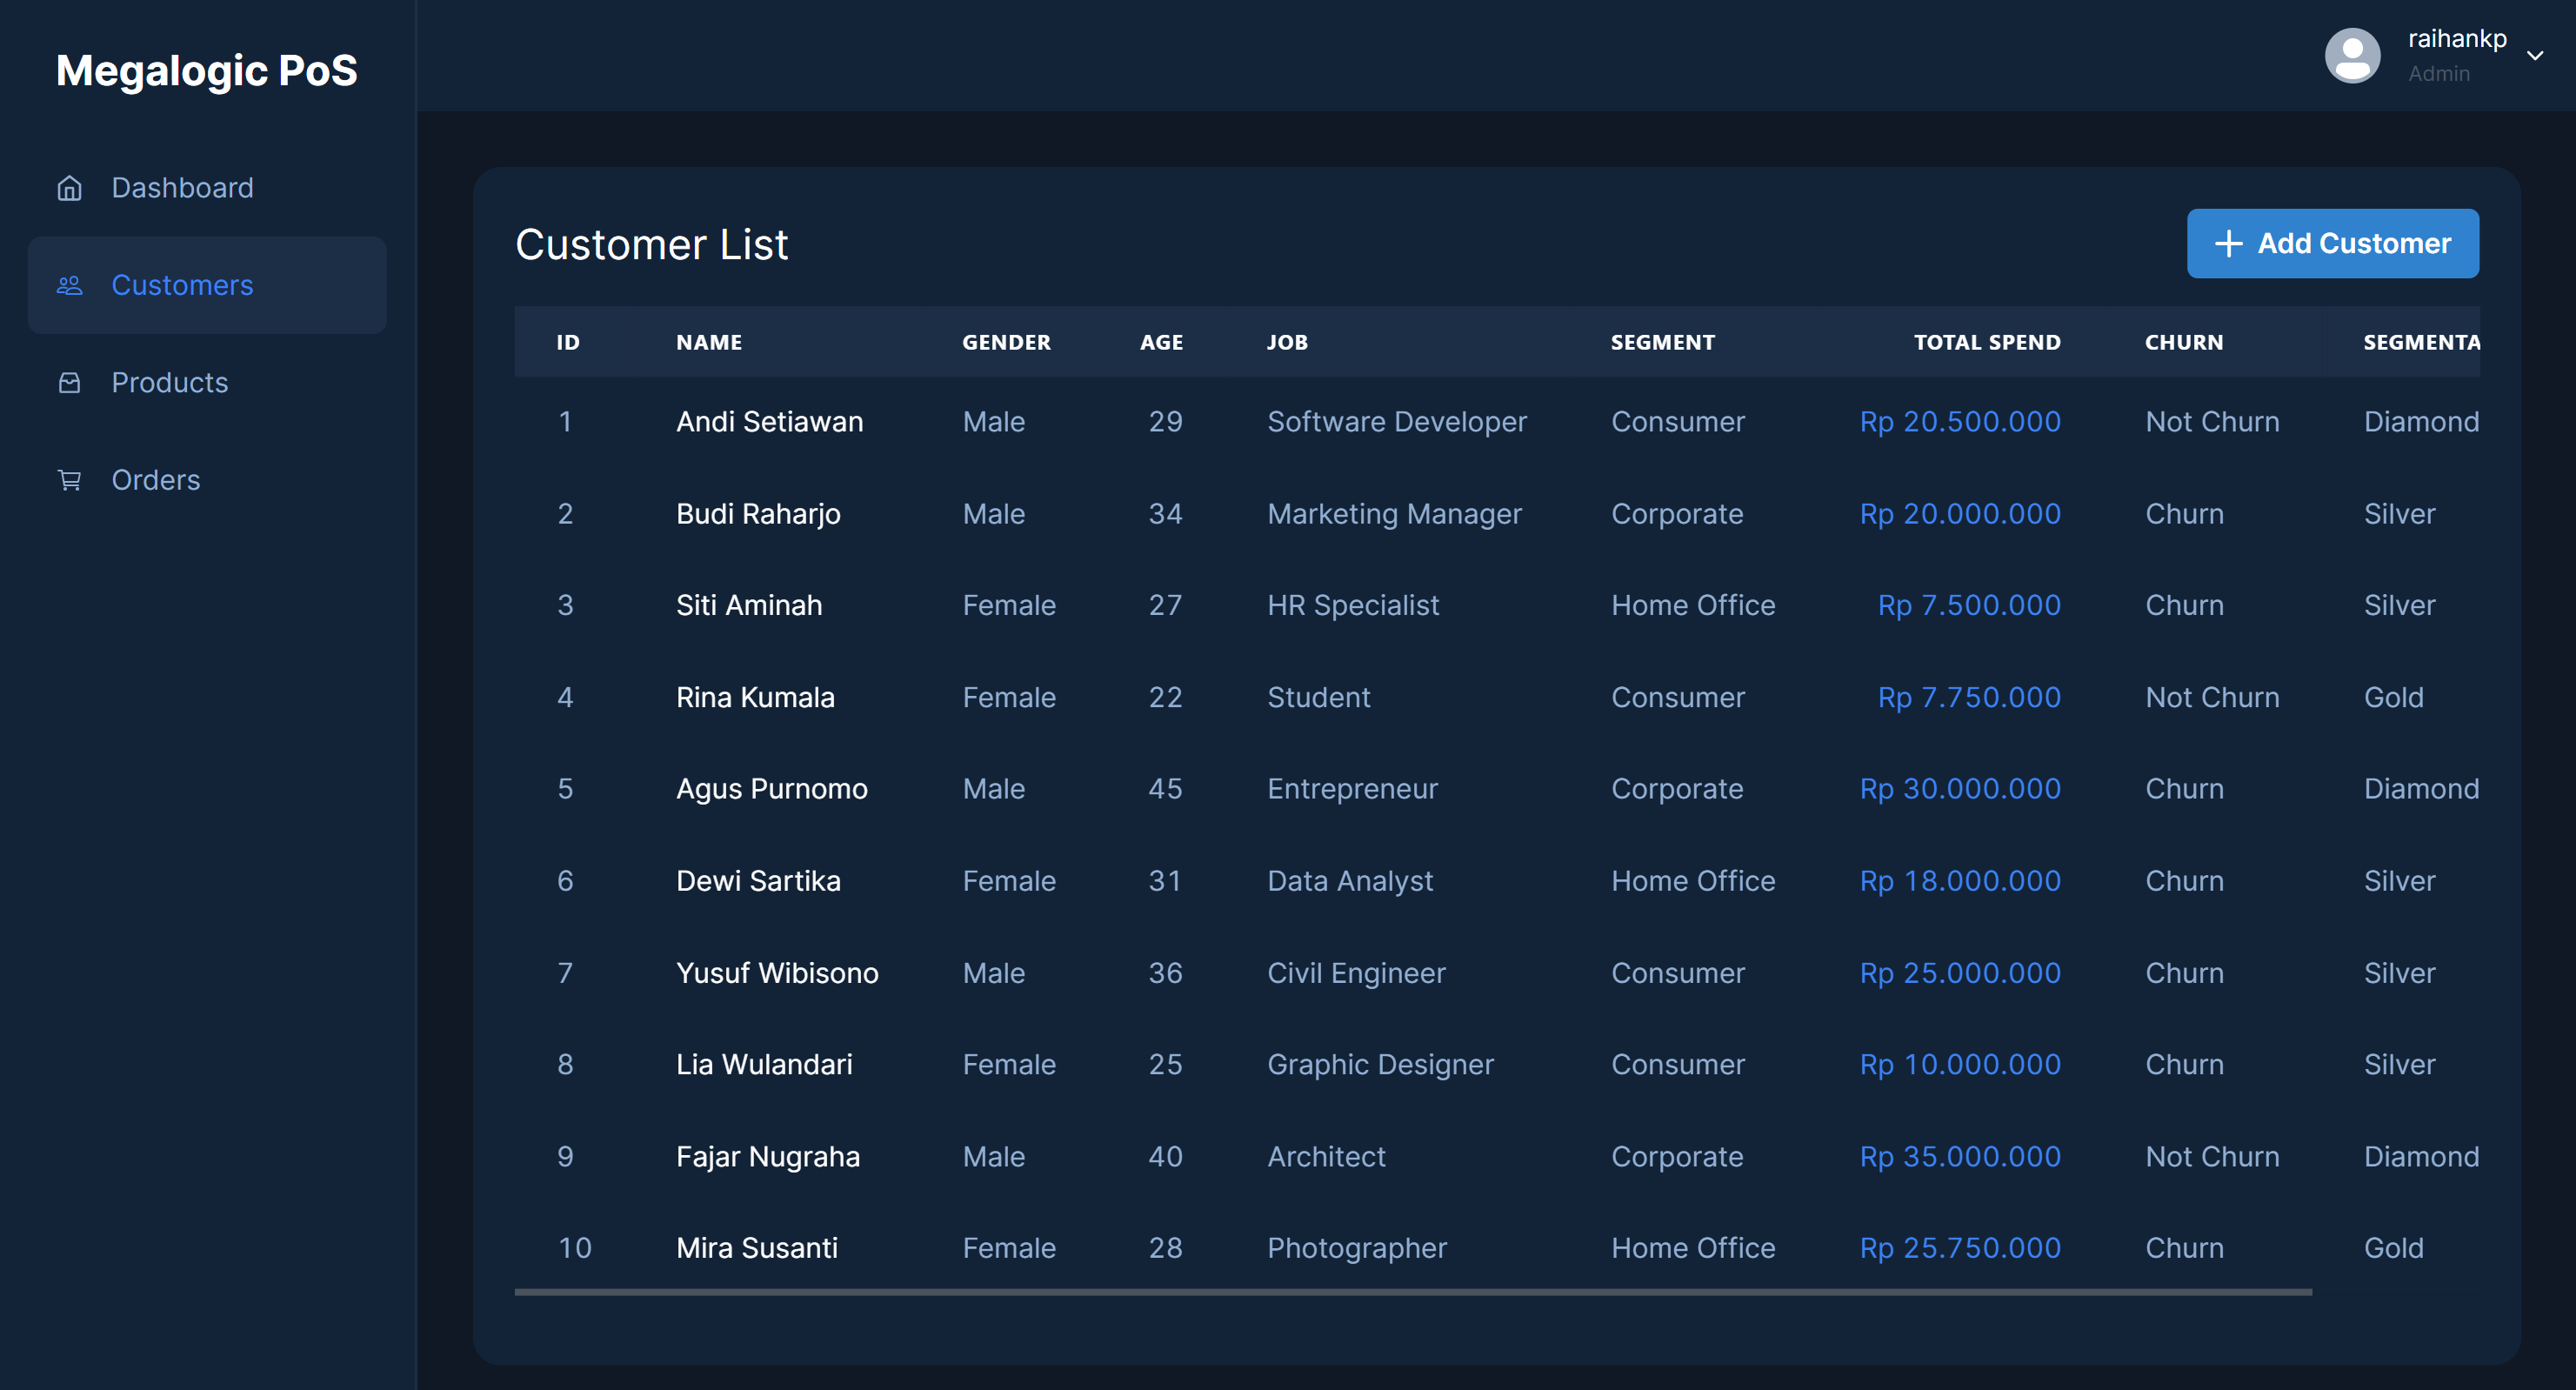 Megalogic PoS
raihankp
Admin
Dashboard
Customers
Products
Orders
Customer List
Add Customer
ID NAME GENDER AGE JOB SEGMENT TOTAL SPEND CHURN SEGMENTA
1 Andi Setiawan Male 29 Software Developer Consumer Rp 20.500.000 Not Churn Diamond
2 Budi Raharjo Male 34 Marketing Manager Corporate Rp 20.000.000 Churn Silver
3 Siti Aminah Female 27 HR Specialist Home Office Rp 7.500.000 Churn Silver
4 Rina Kumala Female 22 Student Consumer Rp 7.750.000 Not Churn Gold
5 Agus Purnomo Male 45 Entrepreneur Corporate Rp 30.000.000 Churn Diamond
6 Dewi Sartika Female 31 Data Analyst Home Office Rp 18.000.000 Churn Silver
7 Yusuf Wibisono Male 36 Civil Engineer Consumer Rp 25.000.000 Churn Silver
8 Lia Wulandari Female 25 Graphic Designer Consumer Rp 10.000.000 Churn Silver
9 Fajar Nugraha Male 40 Architect Corporate Rp 35.000.000 Not Churn Diamond
10 Mira Susanti Female 28 Photographer Home Office Rp 25.750.000 Churn Gold